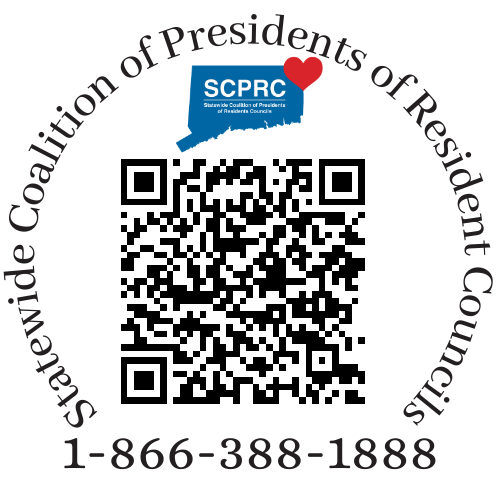 Statewide Coalition of Presidents of Resident Councils
SCPRC
Statewide Coalition of Presidents
of Residents Councils
1-866-388-1888